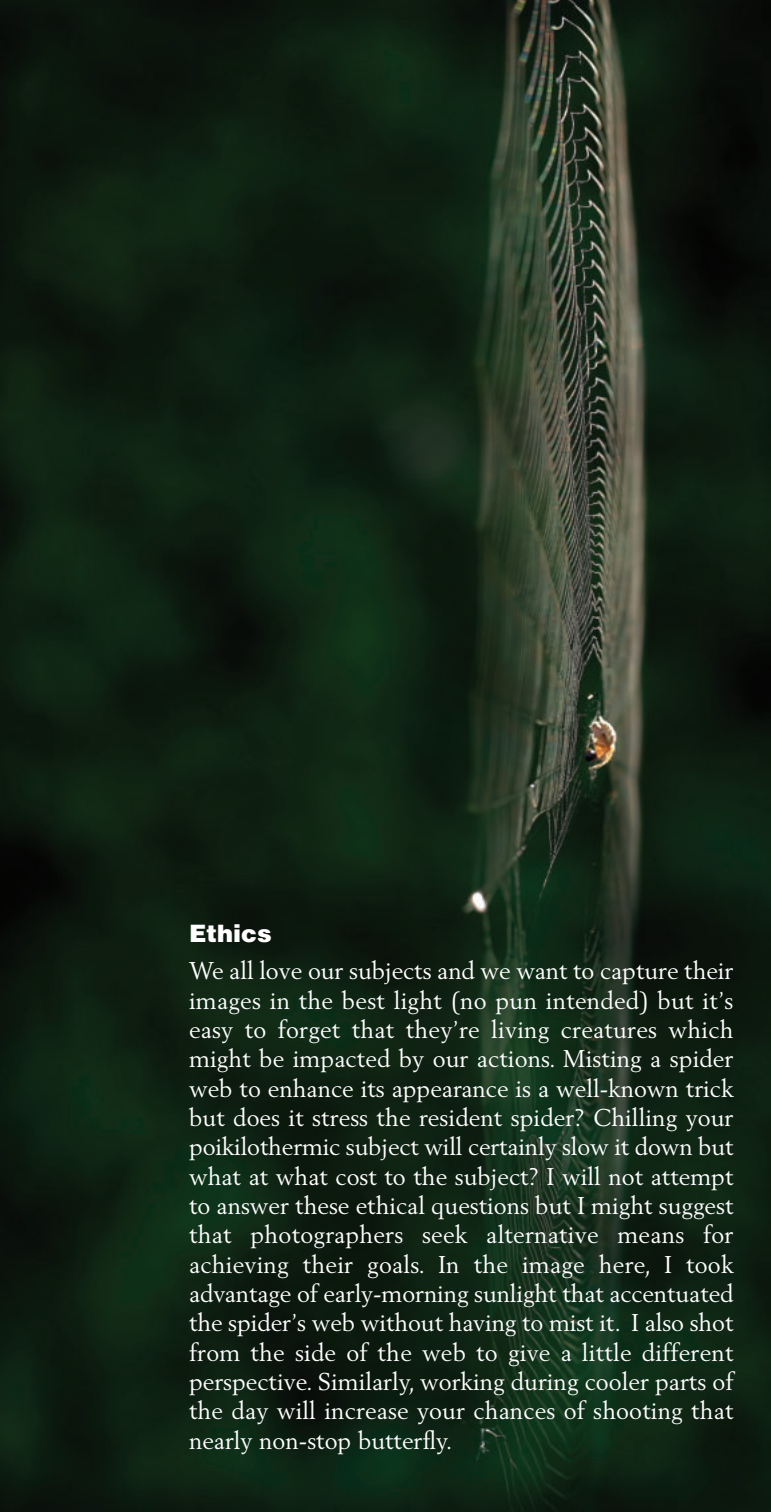 Ethics
We all love our subjects and we want to capture their
images in the best light (no pun intended) but it’s
easy to forget that they’re living creatures which
might be impacted by our actions. Misting a spider
web to enhance its appearance is a well-known trick
but does it stress the resident spider? Chilling your
poikilothermic subject will certainly slow it down but
what at what cost to the subject? I will not attempt
to answer these ethical questions but I might suggest
that photographers seek alternative means for
achieving their goals. In the image here, I took
advantage of early-morning sunlight that accentuated
the spider’s web without having to mist it. I also shot
from the side of the web to give a little different
perspective. Similarly, working during cooler parts of
the day will increase your chances of shooting that
nearly non-stop butterfly.